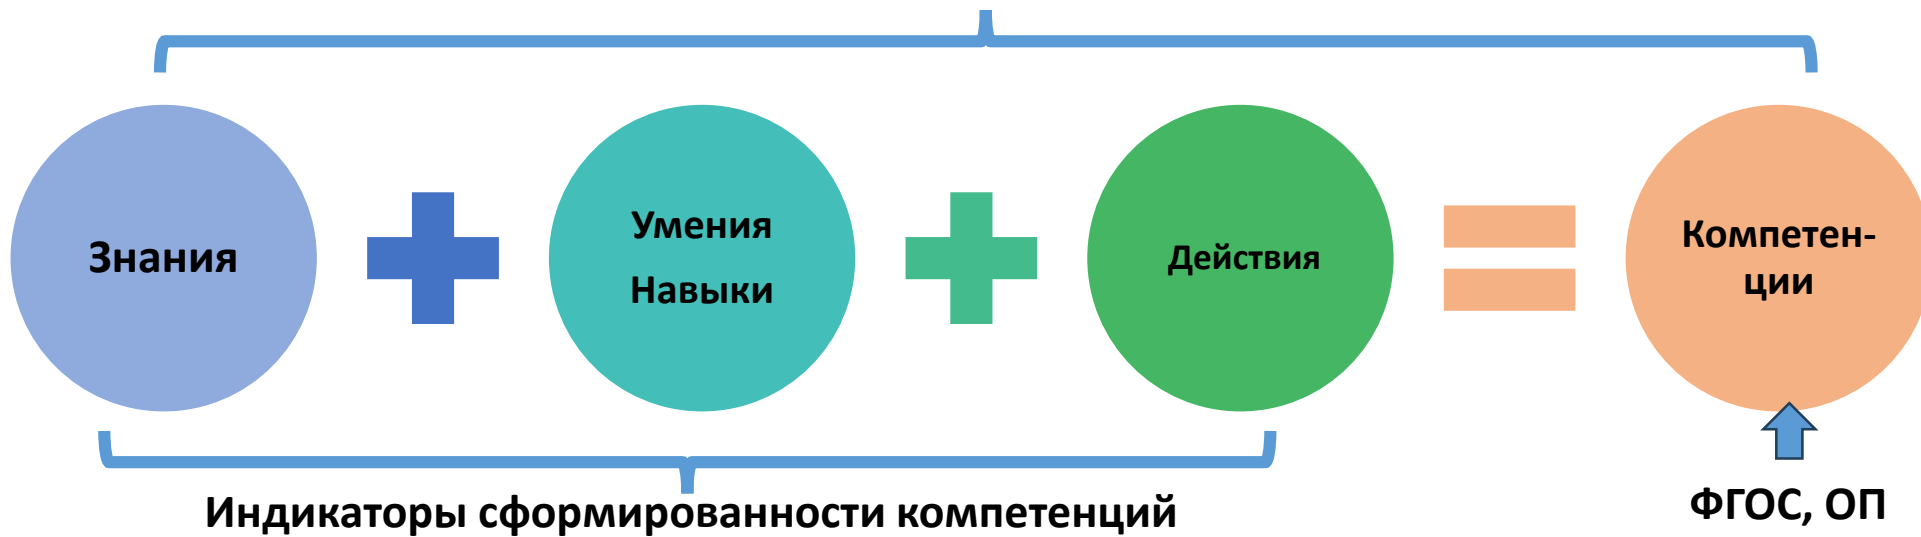 Знания
Умения
Навыки
Действия
Компетен-
ции
Индикаторы сформированности компетенций
ФГОС, ОП